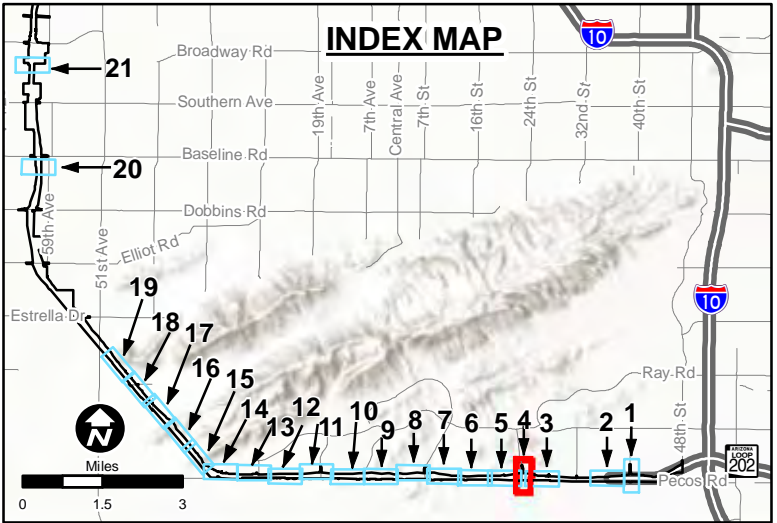 INDEX MAP
10
Broadway Rd
21
19th Ave
7th Ave
Central Ave
7th St
16th St
24th St
32nd St
40th St
Southern Ave
Baseline Rd
20
Dobbins Rd
59th Ave
51st Ave
Elliot Rd
19
Estrella Dr
10
18
17
16
15
14
13
12
11
10
9
8
7
6
5
4
3
2
1
Ray Rd
48th St
ARIZONA
LOOP
202
Pecos Rd
N
Miles
0 1.5 3